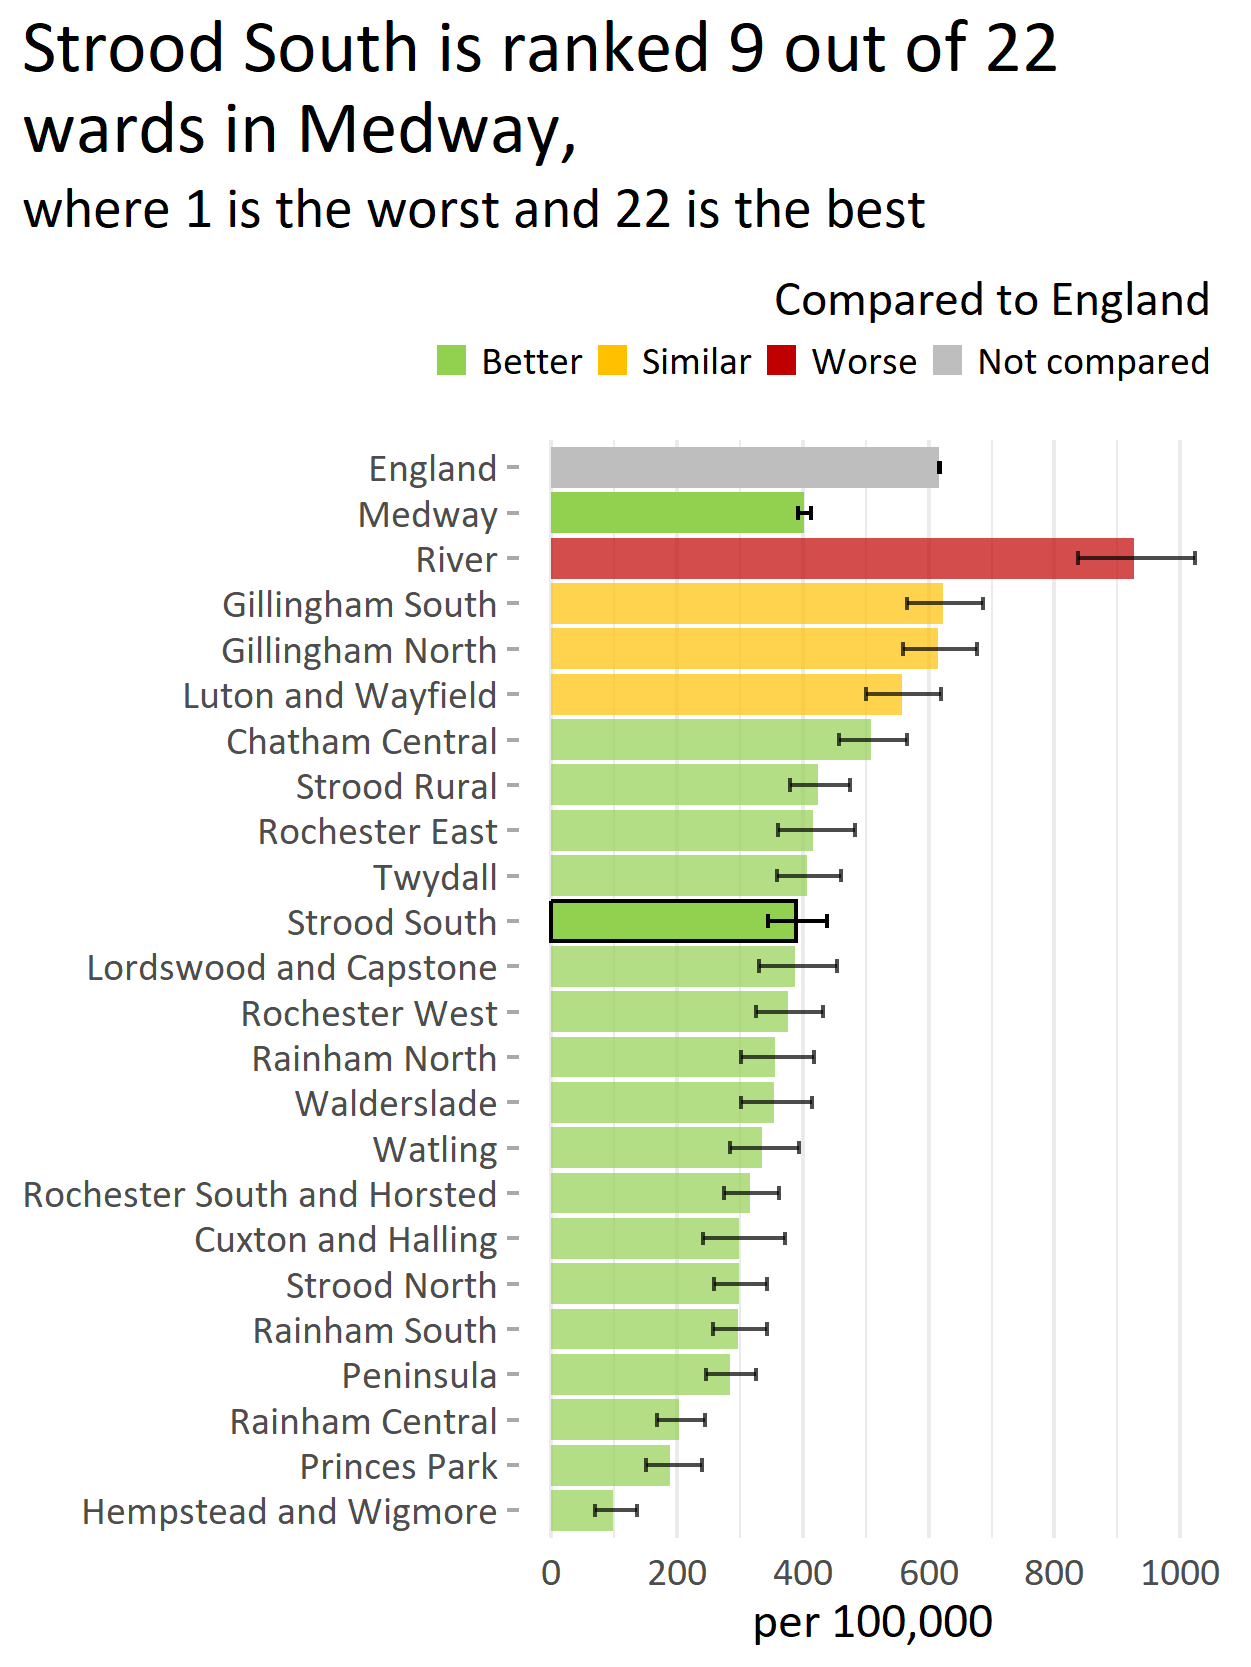 Strood South is ranked 9 out of 22
wards in Medway,
where 1 is the worst and 22 is the best
Compared to England
Better Similar Worse Not compared
England
Medway
River
Gillingham South
Gillingham North
Luton and Wayfield
Chatham Central
Strood Rural
Rochester East
Twydall
Strood South
Lordswood and Capstone
Rochester West
Rainham North
Walderslade
Watling
Rochester South and Horsted
Cuxton and Halling
Strood North
Rainham South
Peninsula
Rainham Central
Princes Park
Hempstead and Wigmore
0 200 400 600 800 1000
per 100,000